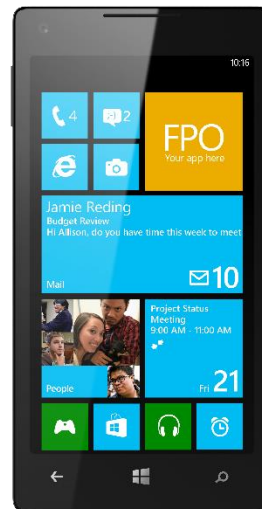 10:16
4
2
FPO
Your app here
Jamie Reding
Budget Review
Hi Allison, do you have time this week to meet
Mail
10
Project Status
Meeting
9:00 AM - 11:00 AM
People
Fri 21